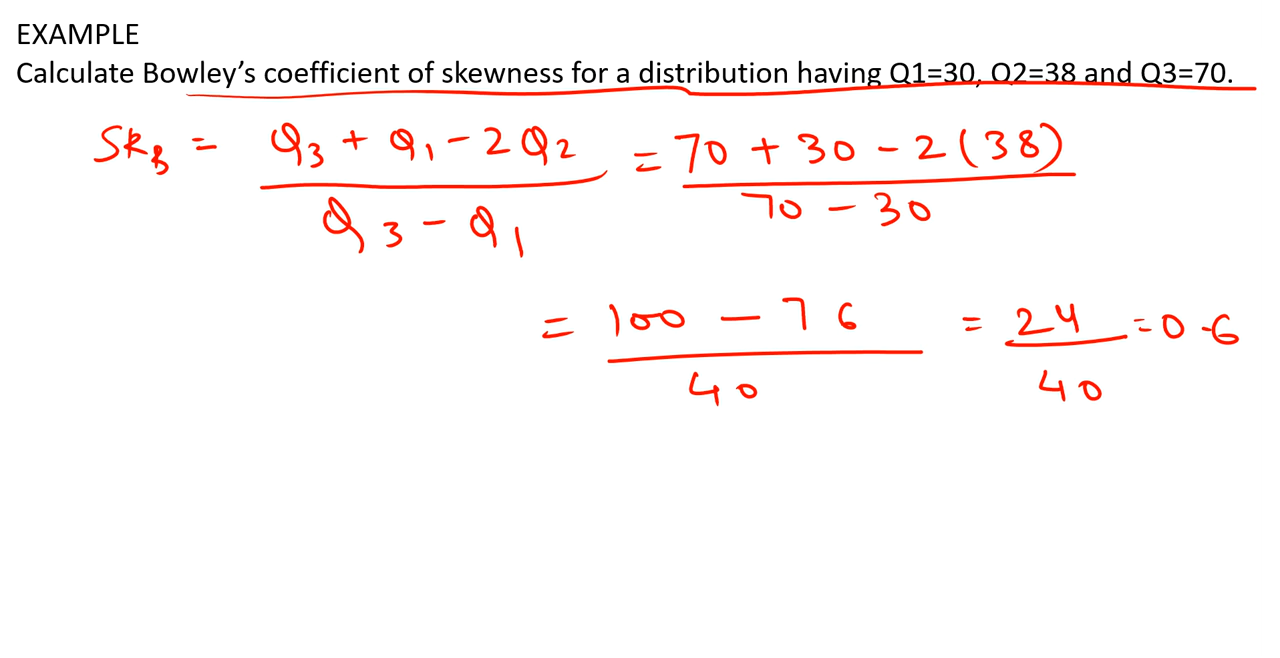 EXAMPLE
Calculate Bowley’s coefficient of skewness for a distribution having Q1=30, Q2=38 and Q3=70.
SkB = (Q3 + Q1 - 2Q2) / (Q3 - Q1) = (70 + 30 - 2(38)) / (70 - 30)
= (100 - 76) / 40 = 24 / 40 = 0.6